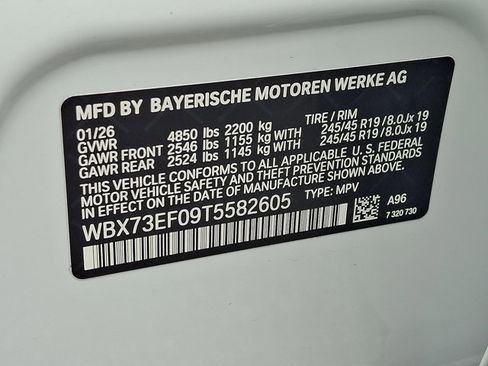 MFD BY BAYERISCHE MOTOREN WERKE AG
01/26 TIRE / RIM
GVWR 4850 lbs 2200 kg
GAWR FRONT 2546 lbs 1155 kg WITH 245/45 R19 / 8.0Jx 19
GAWR REAR 2524 lbs 1145 kg WITH 245/45 R19 / 8.0Jx 19
THIS VEHICLE CONFORMS TO ALL APPLICABLE U.S. FEDERAL
MOTOR VEHICLE SAFETY, BUMPER, AND THEFT PREVENTION STANDARDS
IN EFFECT ON THE DATE OF MANUFACTURE SHOWN ABOVE.
WBX73EF09T5582605 TYPE: MPV
A96
7 320 730